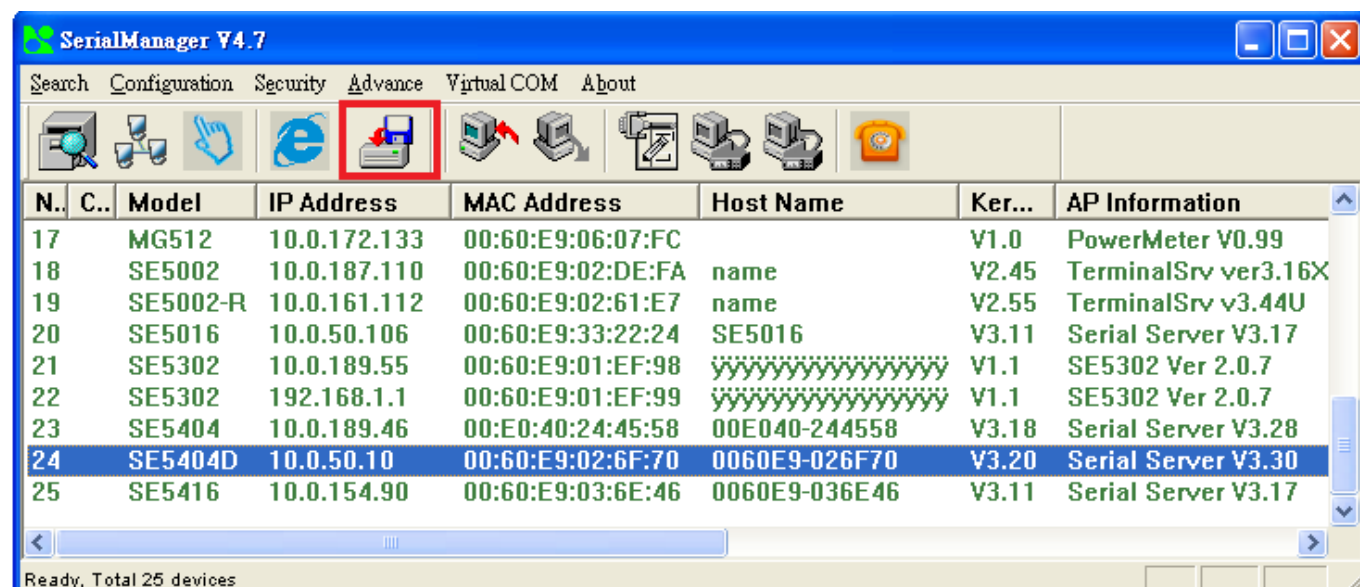 SerialManager V4.7
Search Configuration Security Advance Virtual COM About
N.. C.. Model IP Address MAC Address Host Name Ker... AP Information
17 MG512 10.0.172.133 00:60:E9:06:07:FC V1.0 PowerMeter V0.99
18 SE5002 10.0.187.110 00:60:E9:02:DE:FA name V2.45 TerminalSrv ver3.16X
19 SE5002-R 10.0.161.112 00:60:E9:02:61:E7 name V2.55 TerminalSrv v3.44U
20 SE5016 10.0.50.106 00:60:E9:33:22:24 SE5016 V3.11 Serial Server V3.17
21 SE5302 10.0.189.55 00:60:E9:01:EF:98 ÿÿÿÿÿÿÿÿÿÿÿÿÿÿÿÿ V1.1 SE5302 Ver 2.0.7
22 SE5302 192.168.1.1 00:60:E9:01:EF:99 ÿÿÿÿÿÿÿÿÿÿÿÿÿÿÿÿ V1.1 SE5302 Ver 2.0.7
23 SE5404 10.0.189.46 00:E0:40:24:45:58 00E040-244558 V3.18 Serial Server V3.28
24 SE5404D 10.0.50.10 00:60:E9:02:6F:70 0060E9-026F70 V3.20 Serial Server V3.30
25 SE5416 10.0.154.90 00:60:E9:03:6E:46 0060E9-036E46 V3.11 Serial Server V3.17
Ready, Total 25 devices